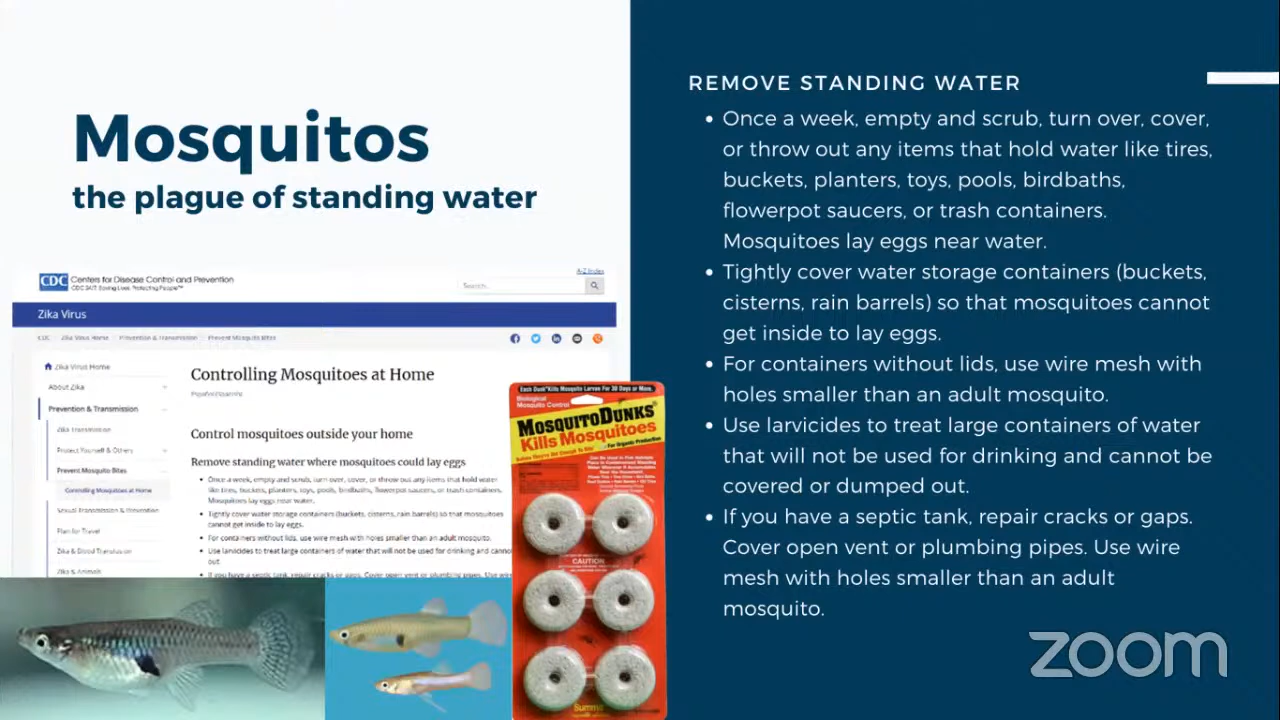 Mosquitos
the plague of standing water
CDC Centers for Disease Control and Prevention
CDC 24/7: Saving Lives, Protecting People™
A-Z Index
Search
Zika Virus
CDC Zika Virus Home Prevention & Transmission Prevent Mosquito Bites
Zika Virus Home
About Zika
Prevention & Transmission
Zika Transmission
Protect Yourself & Others
Prevent Mosquito Bites
Controlling Mosquitoes at Home
Sexual Transmission & Prevention
Plan for Travel
Zika & Blood Transfusion
Zika & Animals
Controlling Mosquitoes at Home
Control mosquitoes outside your home
Remove standing water where mosquitoes could lay eggs
Once a week, empty and scrub, turn over, cover, or throw out any items that hold water
like tires, buckets, planters, toys, pools, birdbaths, flowerpot saucers, or trash containers.
Mosquitoes lay eggs near water.
Tightly cover water storage containers (buckets, cisterns, rain barrels) so that mosquitoes
cannot get inside to lay eggs.
For containers without lids, use wire mesh with holes smaller than an adult mosquito.
Use larvicides to treat large containers of water that will not be used for drinking and canno
out.
If you have a septic tank, repair cracks or gaps. Cover open vent or plumbing pipes. Use wire
Each Dunk Kills Mosquito Larvae For 30 Days or More.
Biological
Mosquito Control
MOSQUITO DUNKS®
Kills Mosquitoes
For Organic Production
CAUTION
Summit
REMOVE STANDING WATER
Once a week, empty and scrub, turn over, cover,
or throw out any items that hold water like tires,
buckets, planters, toys, pools, birdbaths,
flowerpot saucers, or trash containers.
Mosquitoes lay eggs near water.
Tightly cover water storage containers (buckets,
cisterns, rain barrels) so that mosquitoes cannot
get inside to lay eggs.
For containers without lids, use wire mesh with
holes smaller than an adult mosquito.
Use larvicides to treat large containers of water
that will not be used for drinking and cannot be
covered or dumped out.
If you have a septic tank, repair cracks or gaps.
Cover open vent or plumbing pipes. Use wire
mesh with holes smaller than an adult
mosquito.
zoom